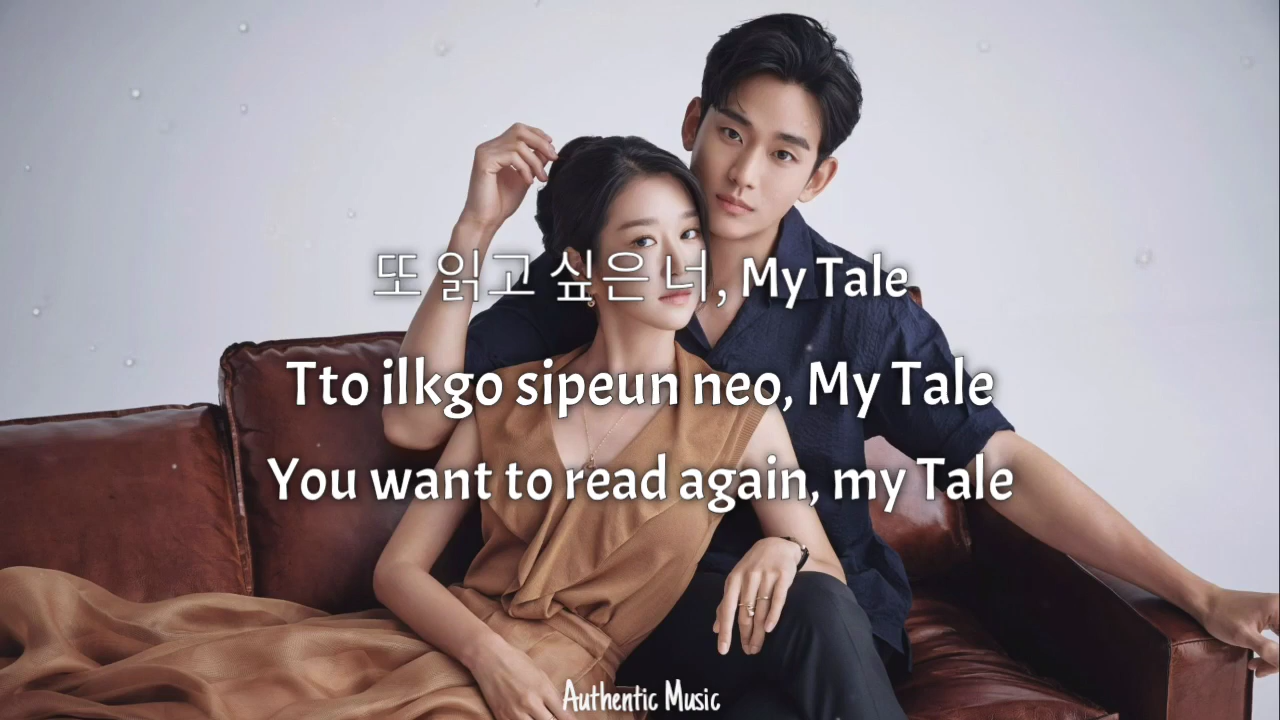 또 읽고 싶은 너, My Tale
Tto ilkgo sipeun neo, My Tale
You want to read again, my Tale
Authentic Music